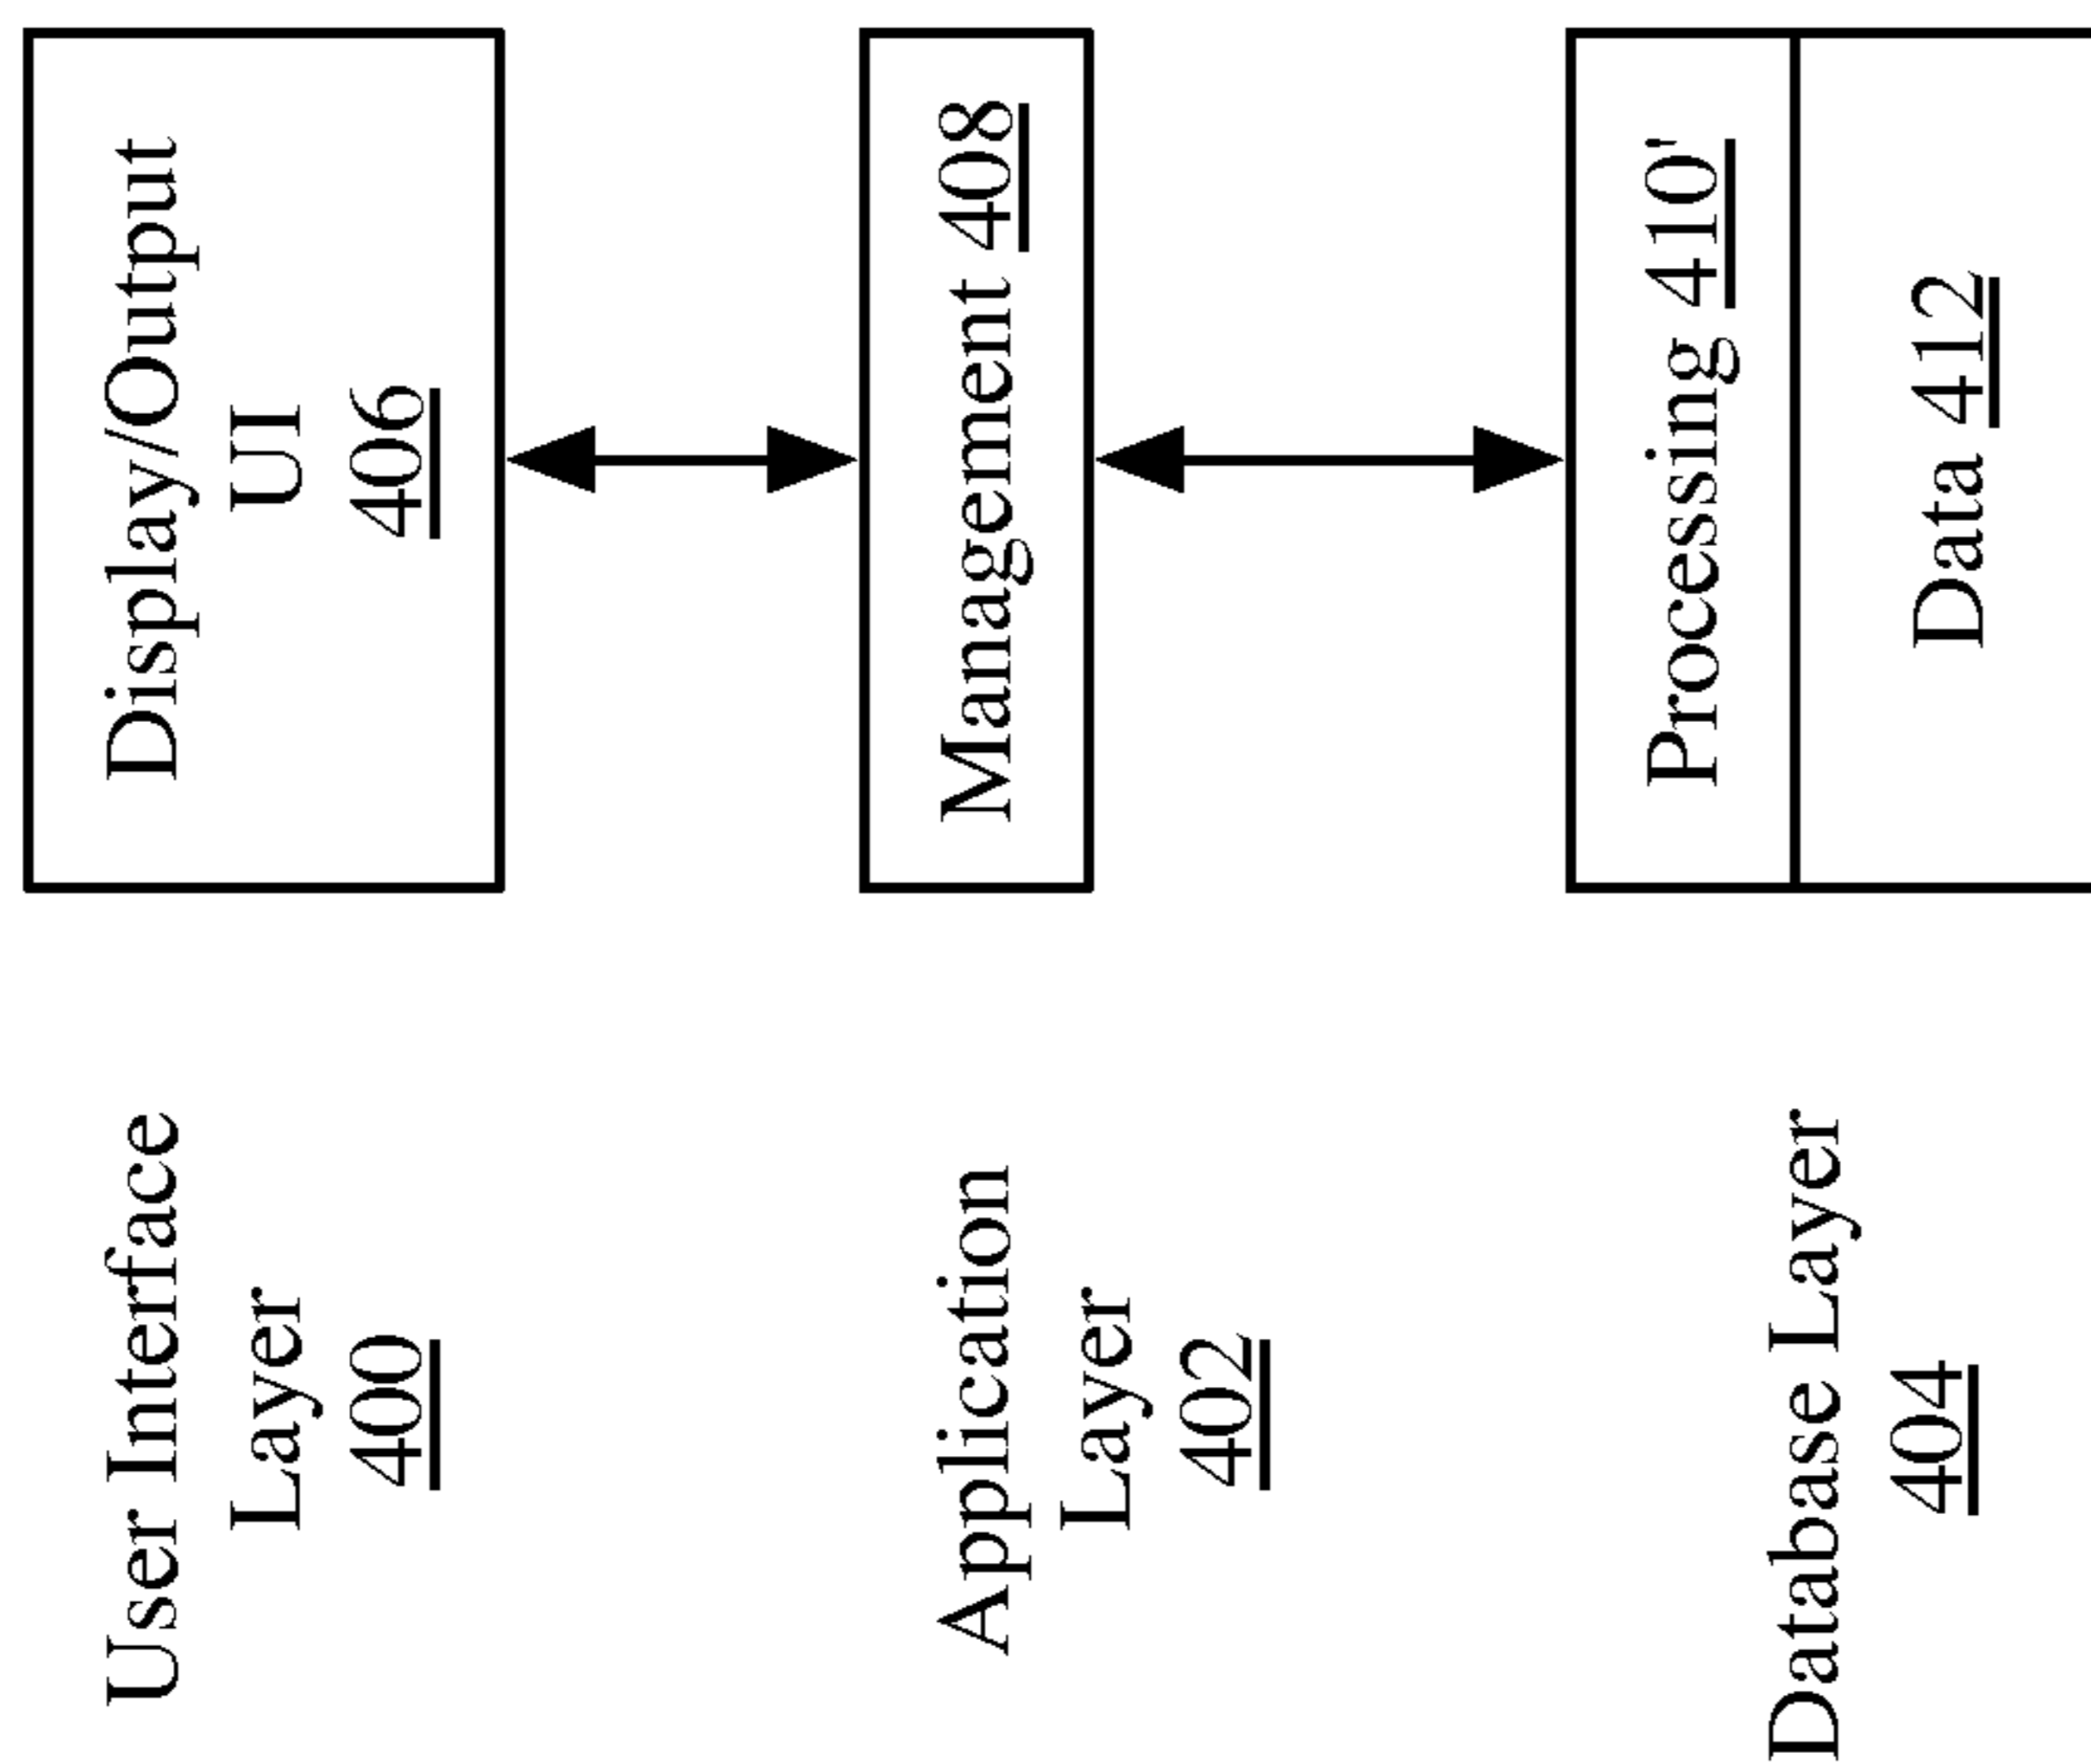 User Interface
Layer
400
Display/Output
UI
406
Application
Layer
402
Management 408
Database Layer
404
Processing 410'
Data 412